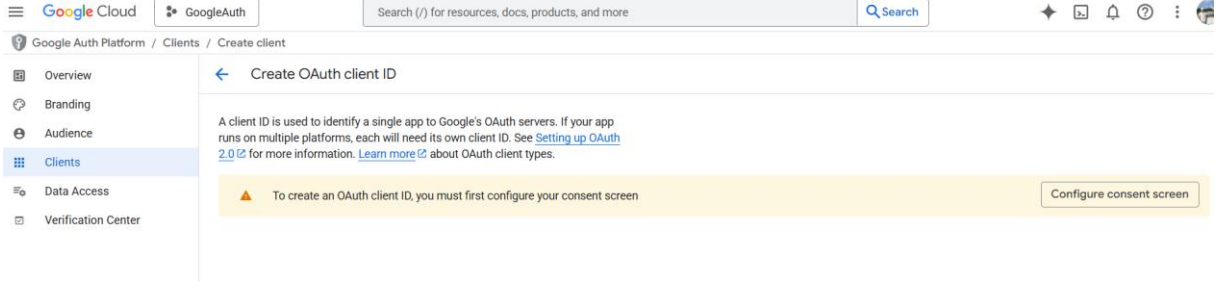 Google Cloud
GoogleAuth
Search (/) for resources, docs, products, and more
Search
Google Auth Platform / Clients / Create client
Overview
Branding
Audience
Clients
Data Access
Verification Center
Create OAuth client ID
A client ID is used to identify a single app to Google's OAuth servers. If your app
runs on multiple platforms, each will need its own client ID. See Setting up OAuth
2.0 for more information. Learn more about OAuth client types.
To create an OAuth client ID, you must first configure your consent screen
Configure consent screen